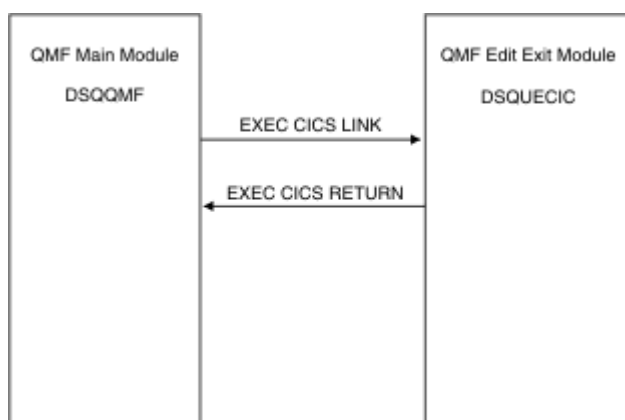 QMF Main Module
DSQQMF
QMF Edit Exit Module
DSQUECIC
EXEC CICS LINK
EXEC CICS RETURN